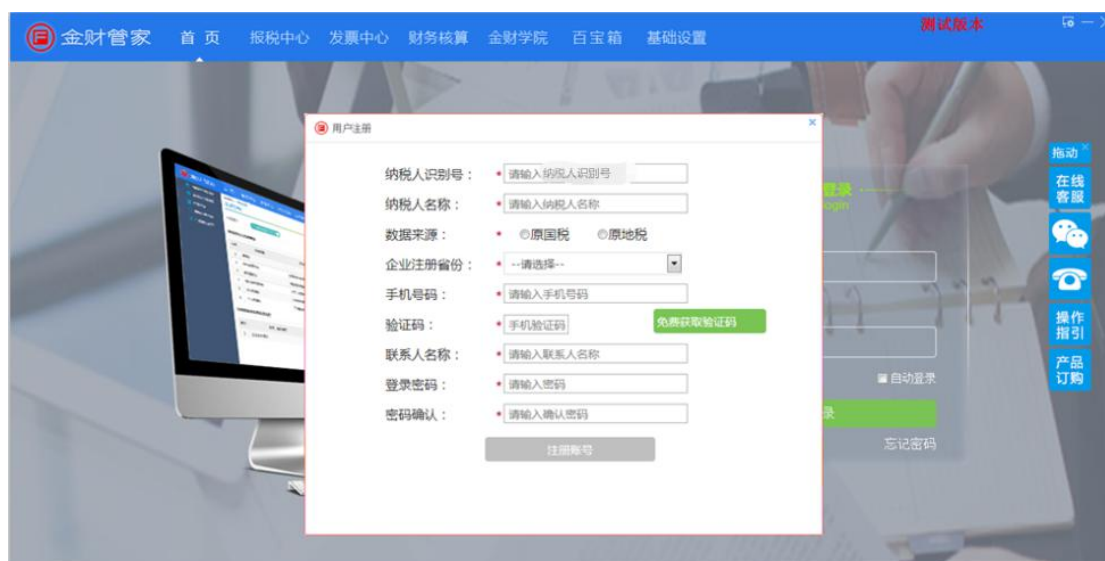 金财管家 首 页 报税中心 发票中心 财务核算 金财学院 百宝箱 基础设置 测试版本
用户注册
纳税人识别号： * 请输入纳税人识别号
纳税人名称： * 请输入纳税人名称
数据来源： * 原国税 原地税
企业注册省份： * --请选择--
手机号码： * 请输入手机号码
验证码： * 手机验证码 免费获取验证码
联系人名称： * 请输入联系人名称
登录密码： * 请输入密码
密码确认： * 请输入确认密码
注册账号
登录
ogin
自动登录
录
忘记密码
拖动
在线
客服
操作
指引
产品
订购